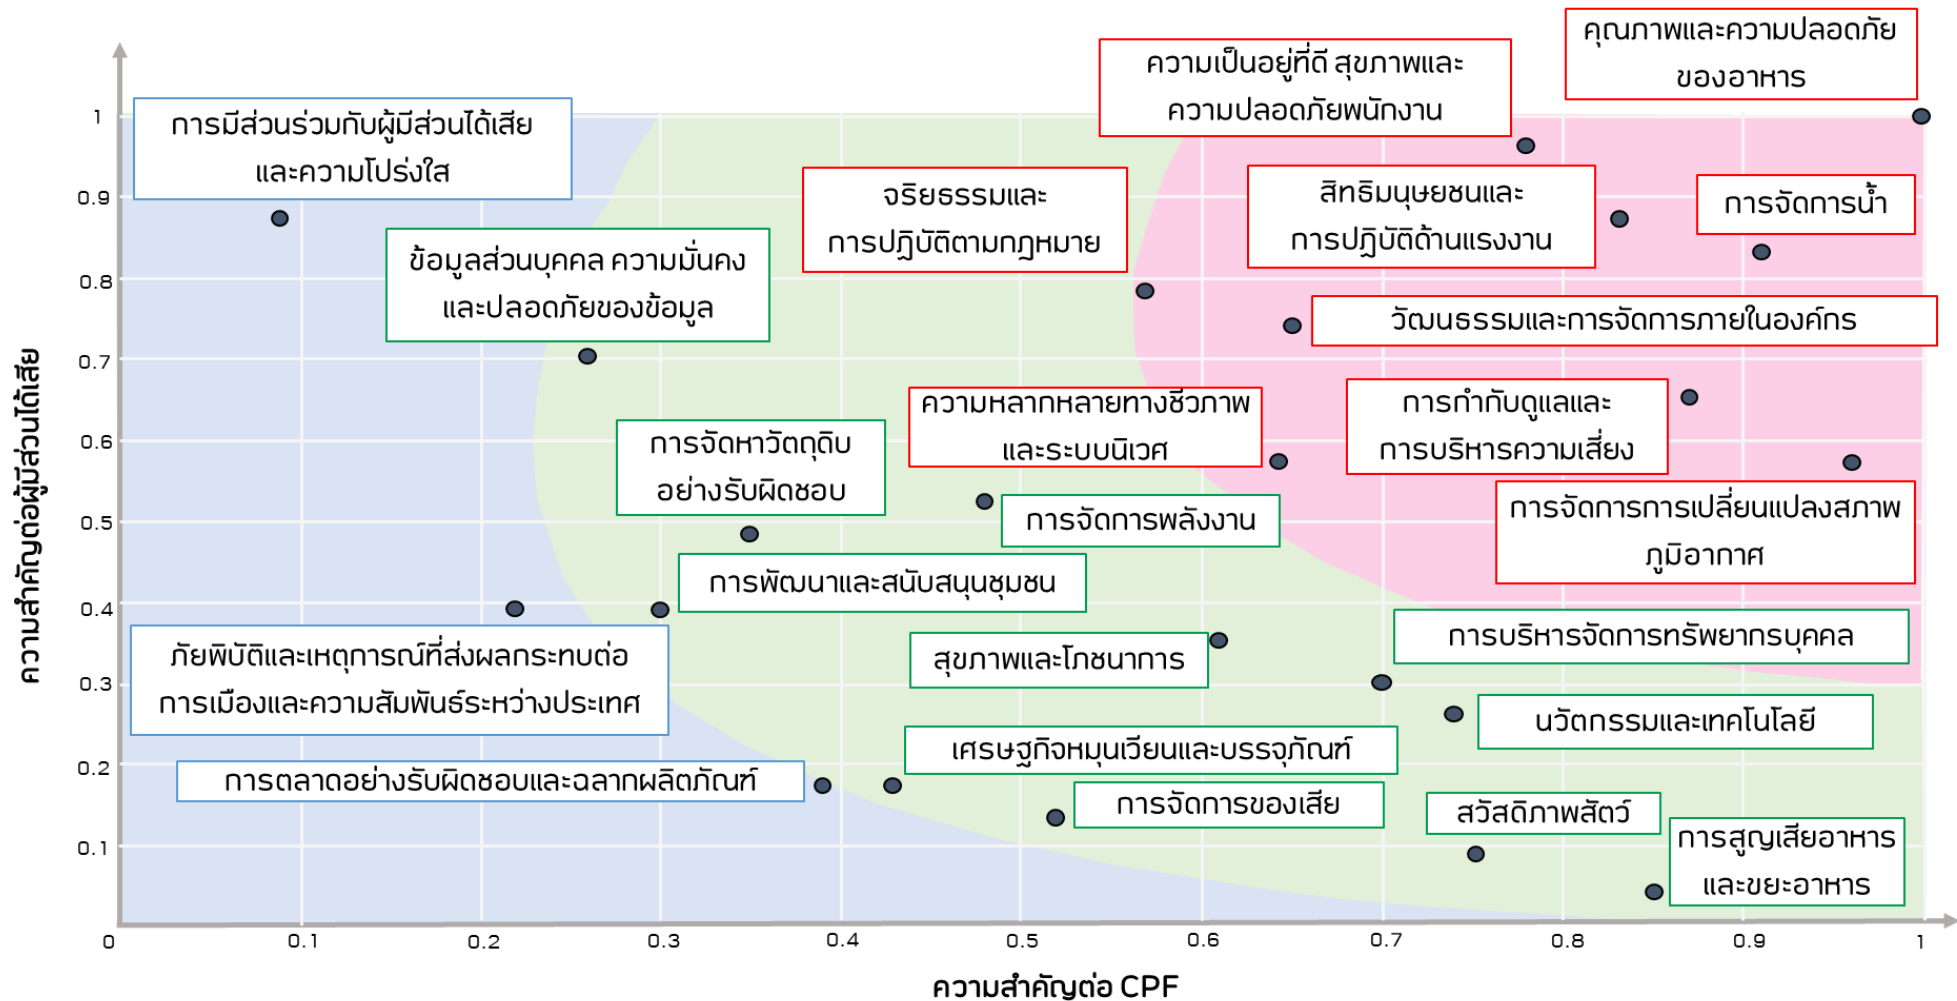 คุณภาพและความปลอดภัย
ของอาหาร
ความเป็นอยู่ที่ดี สุขภาพและ
ความปลอดภัยพนักงาน
การมีส่วนร่วมกับผู้มีส่วนได้เสีย
และความโปร่งใส
จริยธรรมและ
การปฏิบัติตามกฎหมาย
สิทธิมนุษยชนและ
การปฏิบัติด้านแรงงาน
การจัดการน้ำ
ข้อมูลส่วนบุคคล ความมั่นคง
และปลอดภัยของข้อมูล
วัฒนธรรมและการจัดการภายในองค์กร
ความหลากหลายทางชีวภาพ
และระบบนิเวศ
การกำกับดูแลและ
การบริหารความเสี่ยง
การจัดหาวัตถุดิบ
อย่างรับผิดชอบ
การจัดการพลังงาน
การจัดการการเปลี่ยนแปลงสภาพ
ภูมิอากาศ
การพัฒนาและสนับสนุนชุมชน
ภัยพิบัติและเหตุการณ์ที่ส่งผลกระทบต่อ
การเมืองและความสัมพันธ์ระหว่างประเทศ
สุขภาพและโภชนาการ
การบริหารจัดการทรัพยากรบุคคล
นวัตกรรมและเทคโนโลยี
เศรษฐกิจหมุนเวียนและบรรจุภัณฑ์
การตลาดอย่างรับผิดชอบและฉลากผลิตภัณฑ์
การจัดการของเสีย
สวัสดิภาพสัตว์
การสูญเสียอาหาร
และขยะอาหาร
ความสำคัญต่อผู้มีส่วนได้เสีย
1
0.9
0.8
0.7
0.6
0.5
0.4
0.3
0.2
0.1
0 0.1 0.2 0.3 0.4 0.5 0.6 0.7 0.8 0.9 1
ความสำคัญต่อ CPF